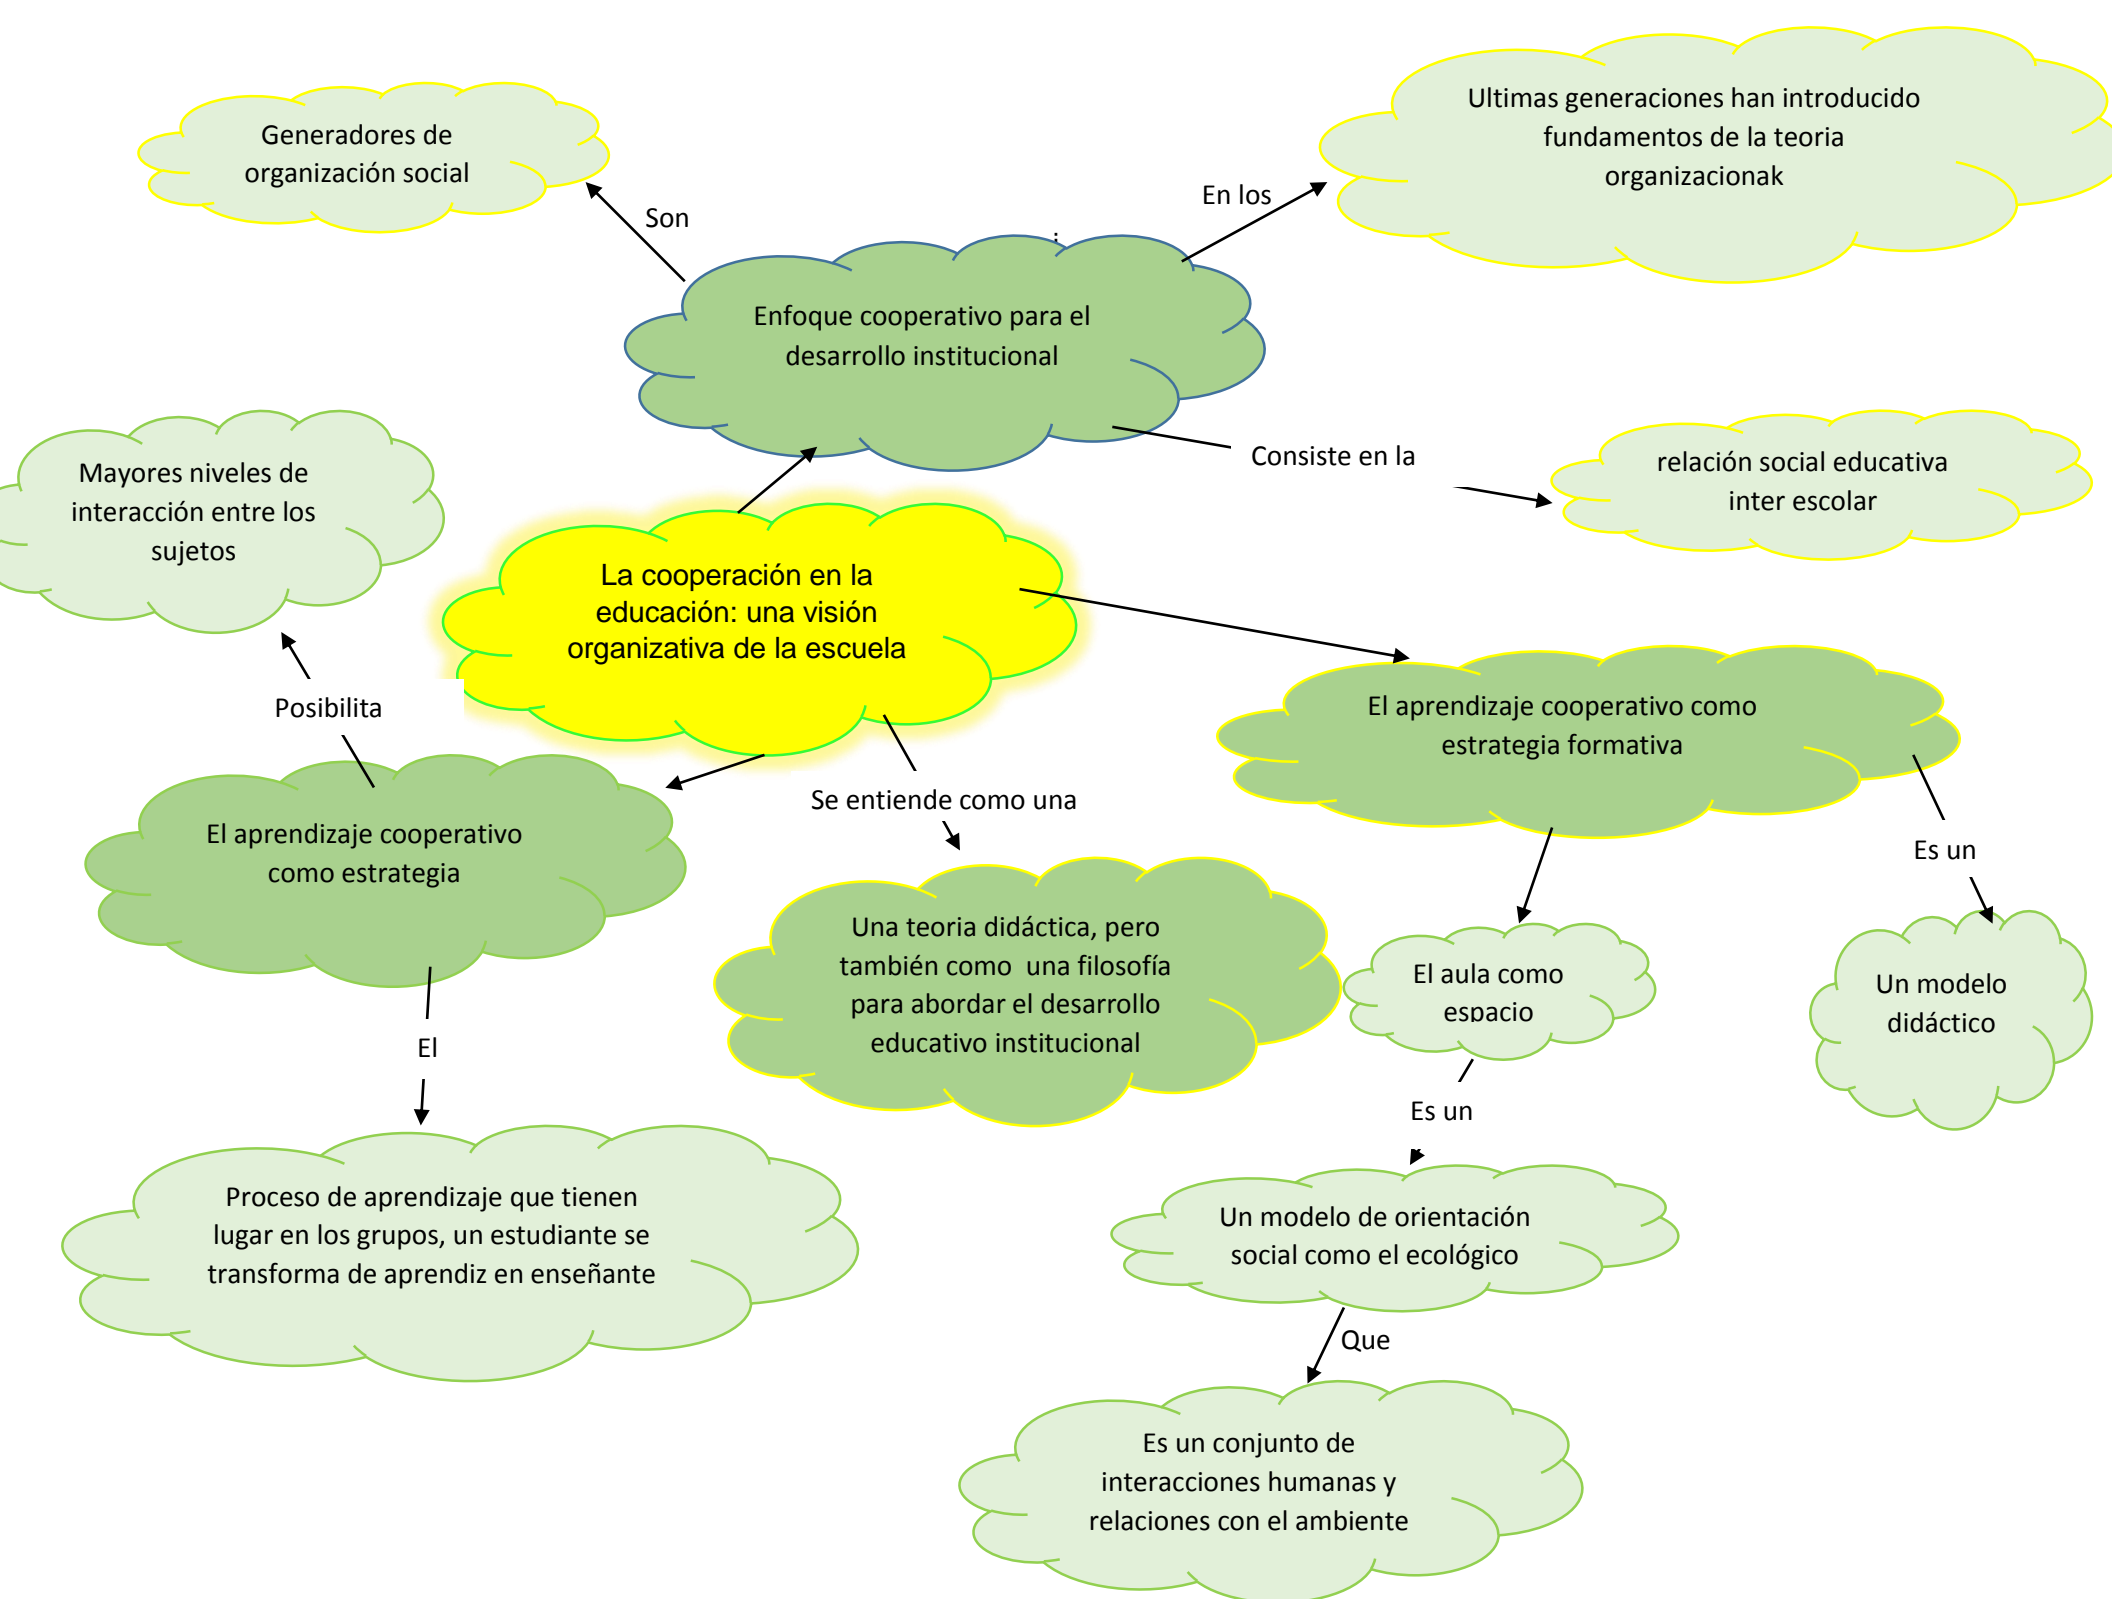 Ultimas generaciones han introducido
fundamentos de la teoria
organizacionak
Generadores de
organización social
En los
Son
Enfoque cooperativo para el
desarrollo institucional
Consiste en la
relación social educativa
inter escolar
Mayores niveles de
interacción entre los
sujetos
La cooperación en la
educación: una visión
organizativa de la escuela
Posibilita
El aprendizaje cooperativo como
estrategia formativa
Se entiende como una
El aprendizaje cooperativo
como estrategia
Es un
Una teoria didáctica, pero
también como  una filosofía
para abordar el desarrollo
educativo institucional
El aula como
espacio
Un modelo
didáctico
El
Es un
Proceso de aprendizaje que tienen
lugar en los grupos, un estudiante se
transforma de aprendiz en enseñante
Un modelo de orientación
social como el ecológico
Que
Es un conjunto de
interacciones humanas y
relaciones con el ambiente